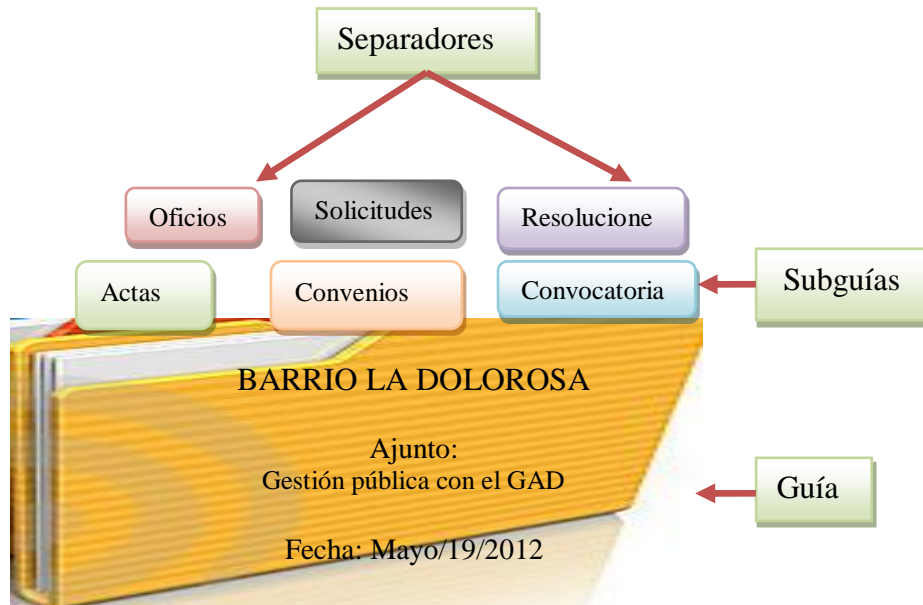 Separadores
Oficios
Solicitudes
Resolucione
Actas
Convenios
Convocatoria
Subguías
BARRIO LA DOLOROSA
Ajunto:
Gestión pública con el GAD
Guía
Fecha: Mayo/19/2012